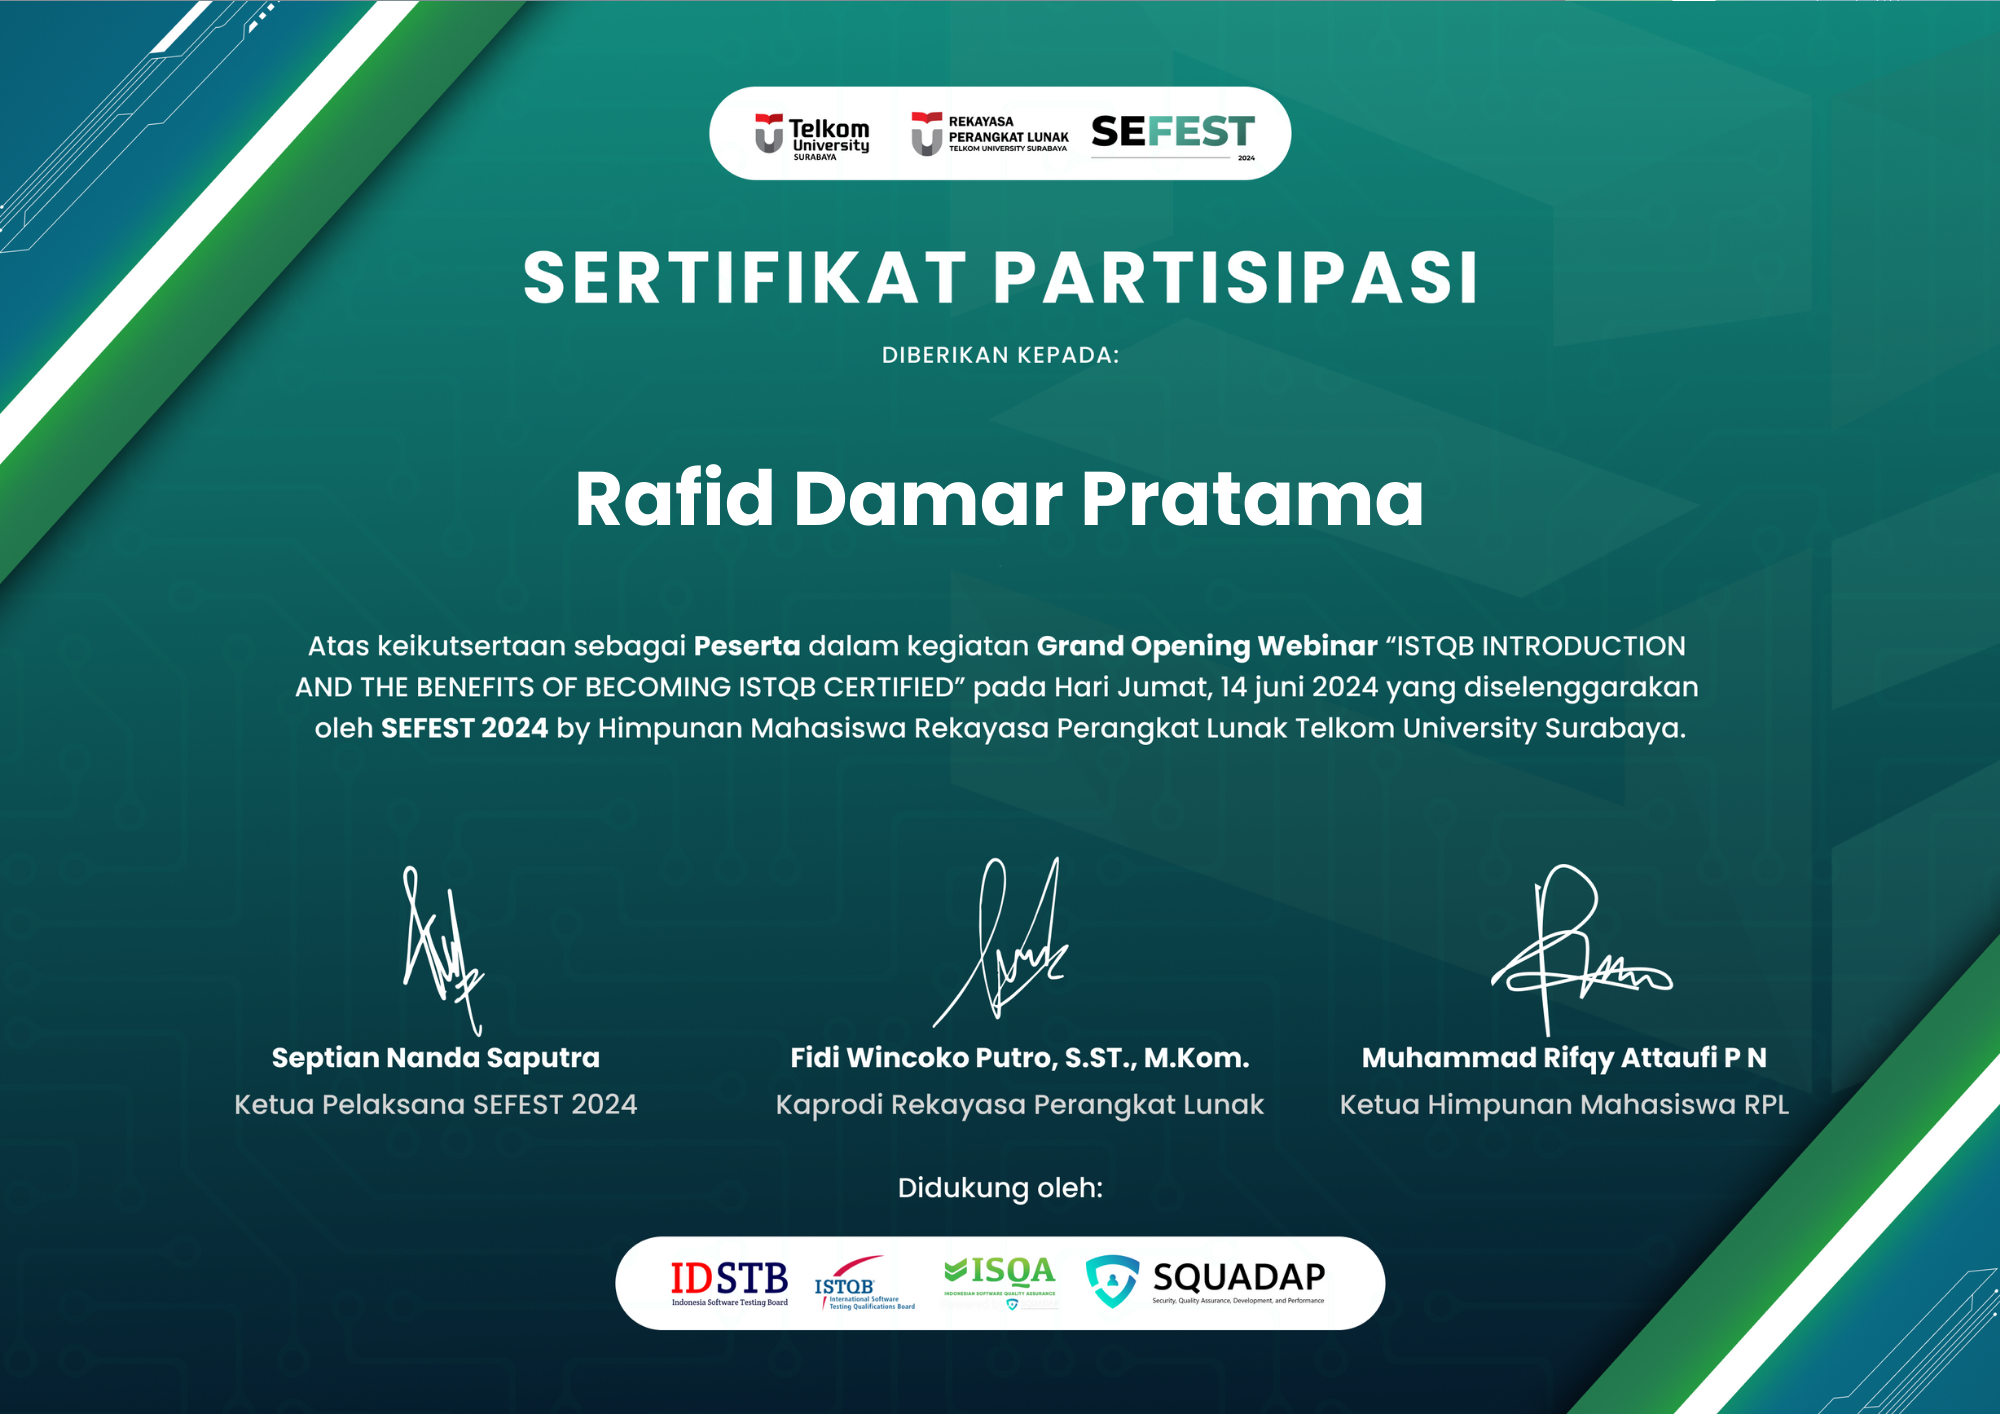 Telkom
University
SURABAYA
REKAYASA
PERANGKAT LUNAK
TELKOM UNIVERSITY SURABAYA
SEFEST
2024
SERTIFIKAT PARTISIPASI
DIBERIKAN KEPADA:
Rafid Damar Pratama
Atas keikutsertaan sebagai Peserta dalam kegiatan Grand Opening Webinar “ISTQB INTRODUCTION
AND THE BENEFITS OF BECOMING ISTQB CERTIFIED” pada Hari Jumat, 14 juni 2024 yang diselenggarakan
oleh SEFEST 2024 by Himpunan Mahasiswa Rekayasa Perangkat Lunak Telkom University Surabaya.
Septian Nanda Saputra
Ketua Pelaksana SEFEST 2024
Fidi Wincoko Putro, S.ST., M.Kom.
Kaprodi Rekayasa Perangkat Lunak
Muhammad Rifqy Attaufi P N
Ketua Himpunan Mahasiswa RPL
Didukung oleh:
IDSTB
Indonesia Software Testing Board
ISTQB®
International Software
Testing Qualifications Board
ISQA
INDONESIAN SOFTWARE QUALITY ASSURANCE
SQUADAP
Security, Quality Assurance, Development, and Performance